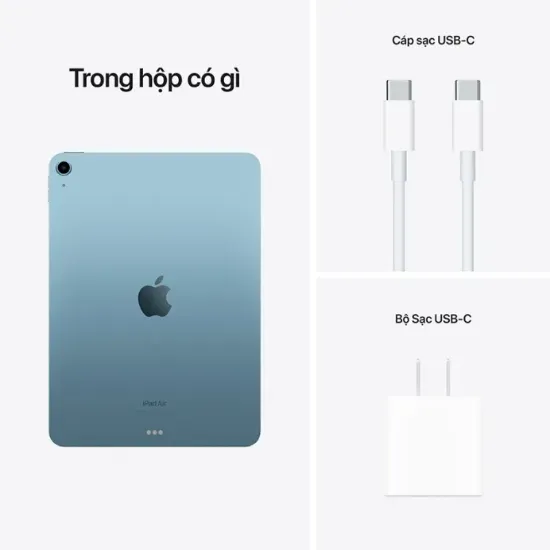 Trong hộp có gì
iPad Air
Cáp sạc USB-C
Bộ Sạc USB-C